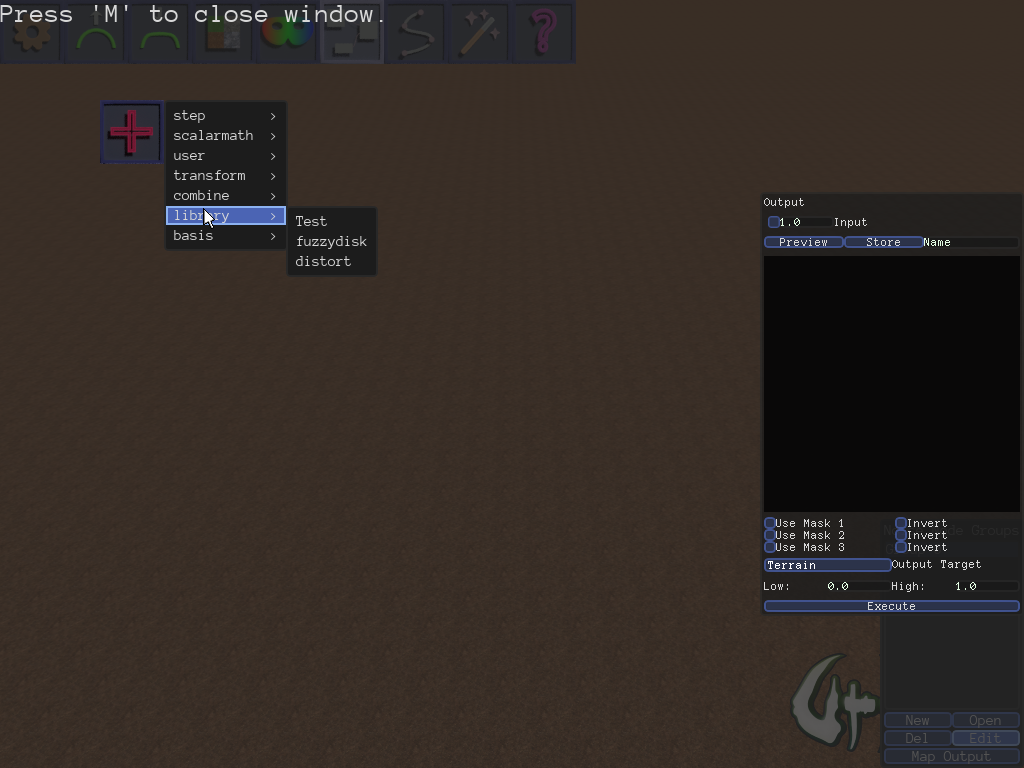 Press 'M' to close window.
step >
scalarmath >
user >
transform >
combine >
library >
basis >
Test
fuzzydisk
distort
Output
1.0 Input
Preview Store Name
Use Mask 1 Invert
Use Mask 2 Invert
Use Mask 3 Invert
Terrain Output Target
Low: 0.0 High: 1.0
Execute
New Open
Del Edit
Map Output